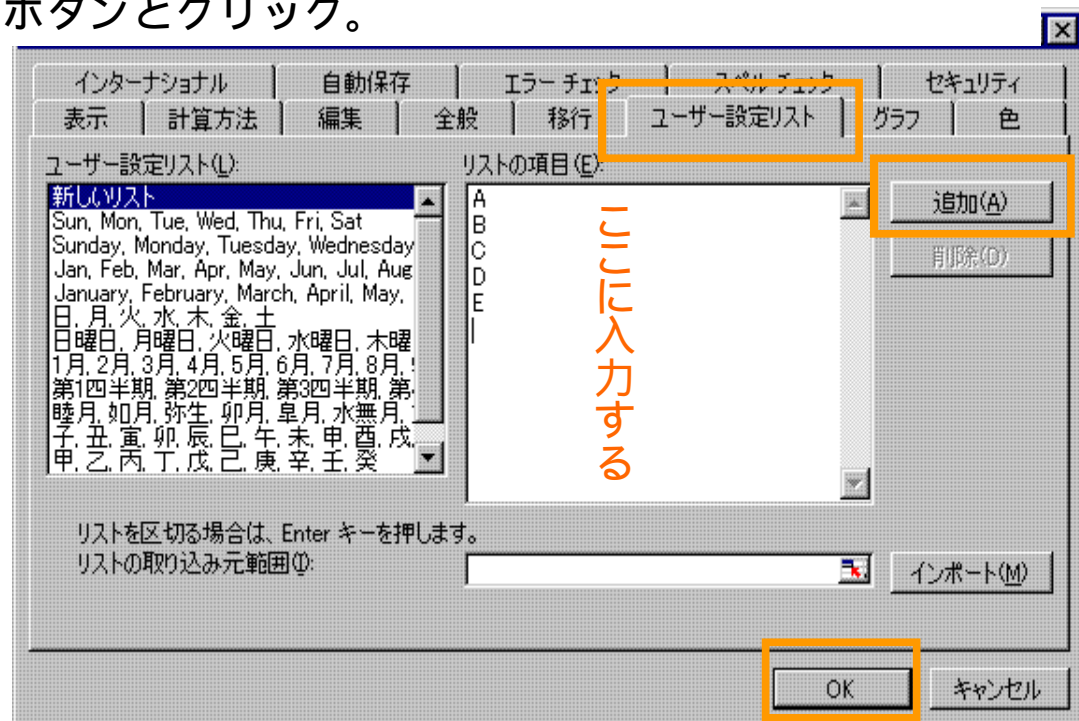 ボタンとクリック。
インターナショナル 自動保存 エラー チェック スペル チェック セキュリティ
表示 計算方法 編集 全般 移行 ユーザー設定リスト グラフ 色
ユーザー設定リスト(L):
新しいリスト
Sun, Mon, Tue, Wed, Thu, Fri, Sat
Sunday, Monday, Tuesday, Wednesday
Jan, Feb, Mar, Apr, May, Jun, Jul, Aug
January, February, March, April, May,
日, 月, 火, 水, 木, 金, 土
日曜日, 月曜日, 火曜日, 水曜日, 木曜
1月, 2月, 3月, 4月, 5月, 6月, 7月, 8月,
第1四半期, 第2四半期, 第3四半期, 第
睦月, 如月, 弥生, 卯月, 皐月, 水無月,
子, 丑, 寅, 卯, 辰, 巳, 午, 未, 申, 酉, 戌,
甲, 乙, 丙, 丁, 戊, 己, 庚, 辛, 壬, 癸
リストの項目(E):
A
B
C
D
E
ここに入力する
追加(A)
削除(D)
リストを区切る場合は、Enter キーを押します。
リストの取り込み元範囲(I):
インポート(M)
OK
キャンセル